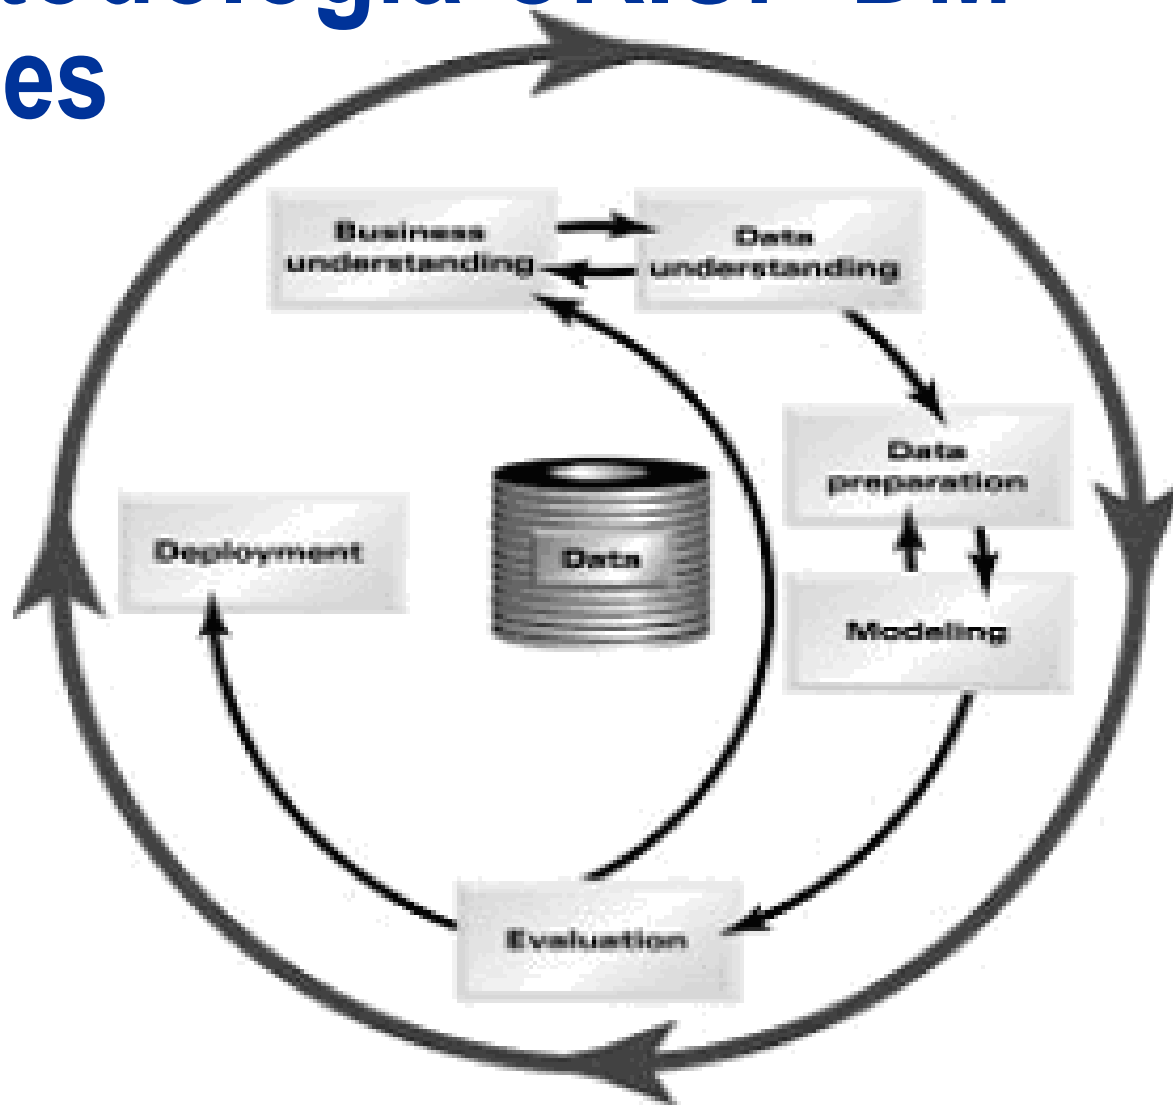 es
Business
understanding
Data
understanding
Data
preparation
Modeling
Deployment
Data
Evaluation